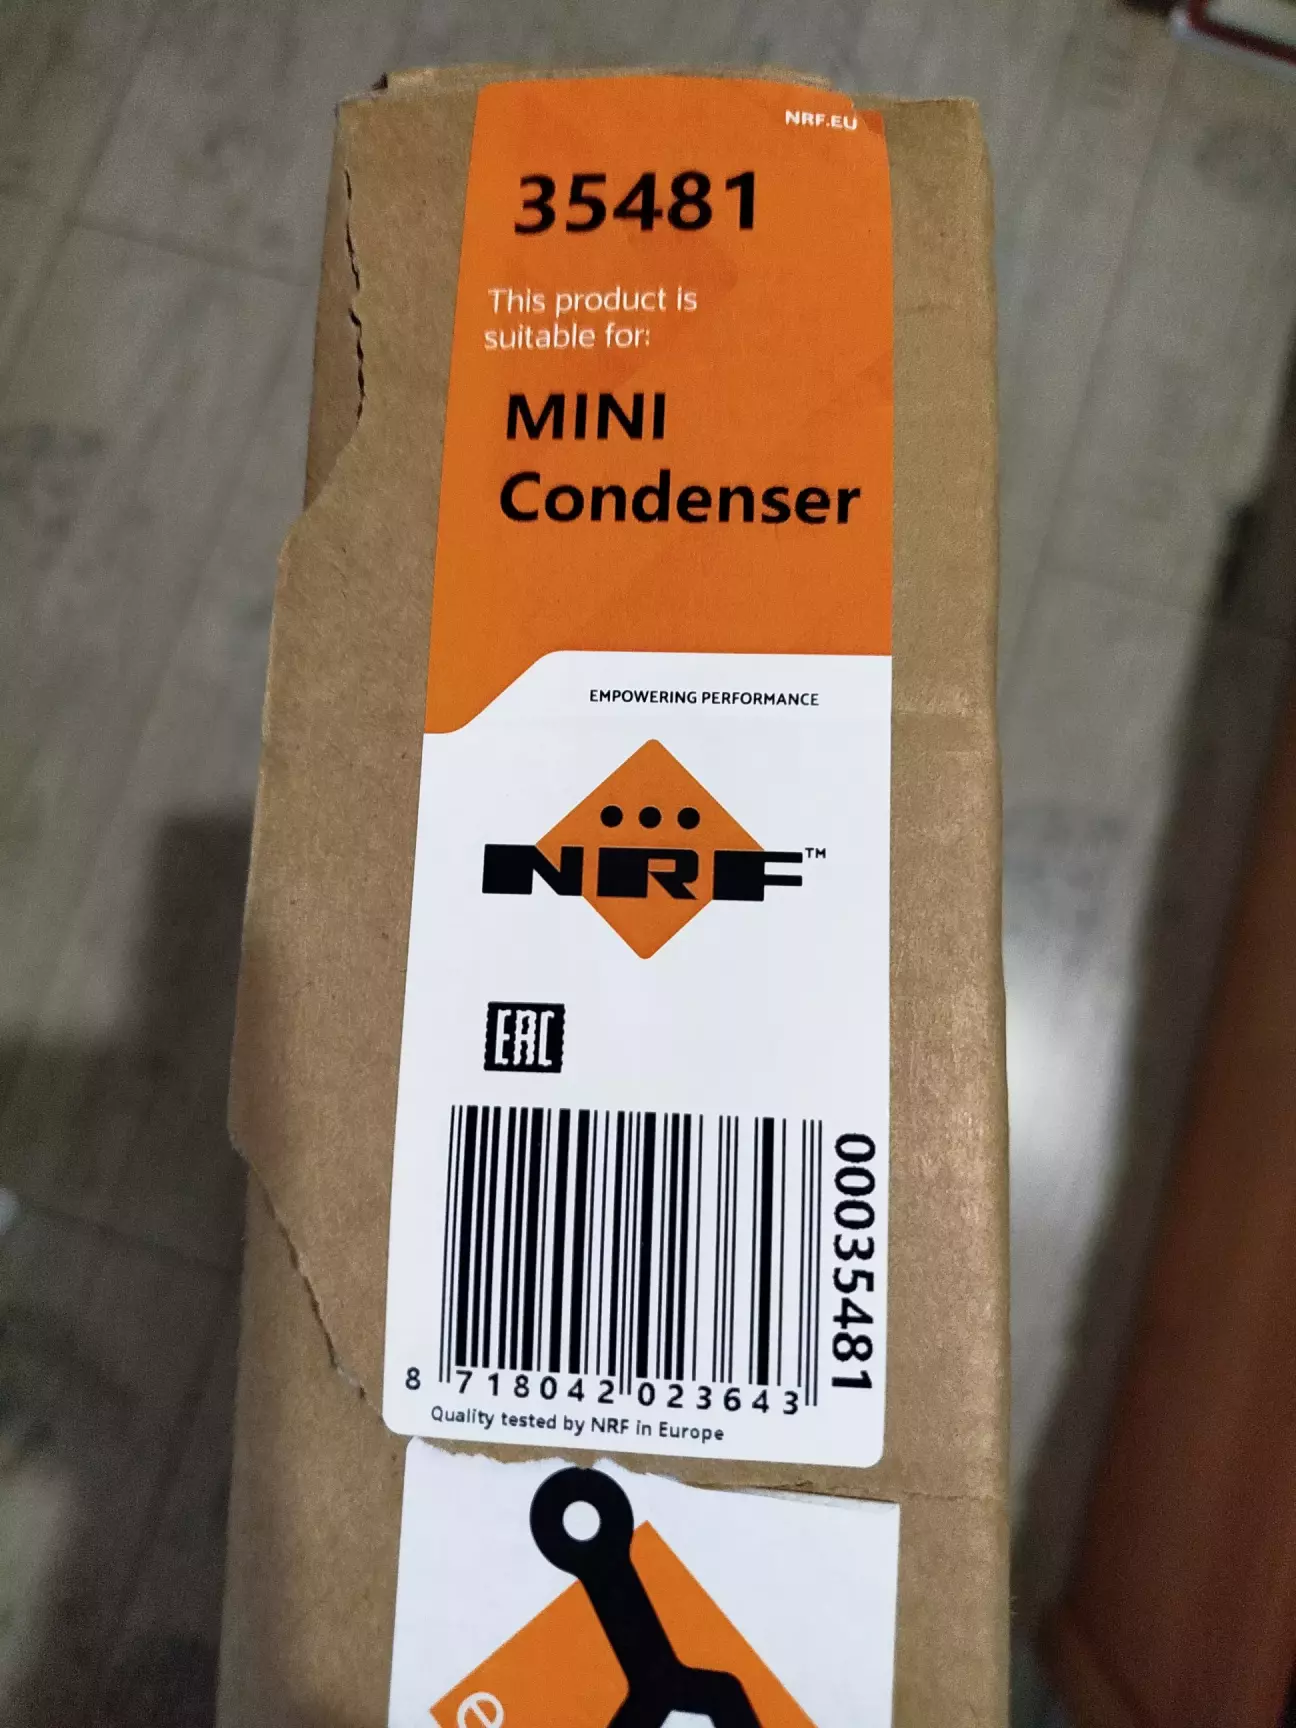 NRF.EU
35481
This product is
suitable for:
MINI
Condenser
EMPOWERING PERFORMANCE
NRF™
EAC
00035481
8 718042 023643
Quality tested by NRF in Europe
e